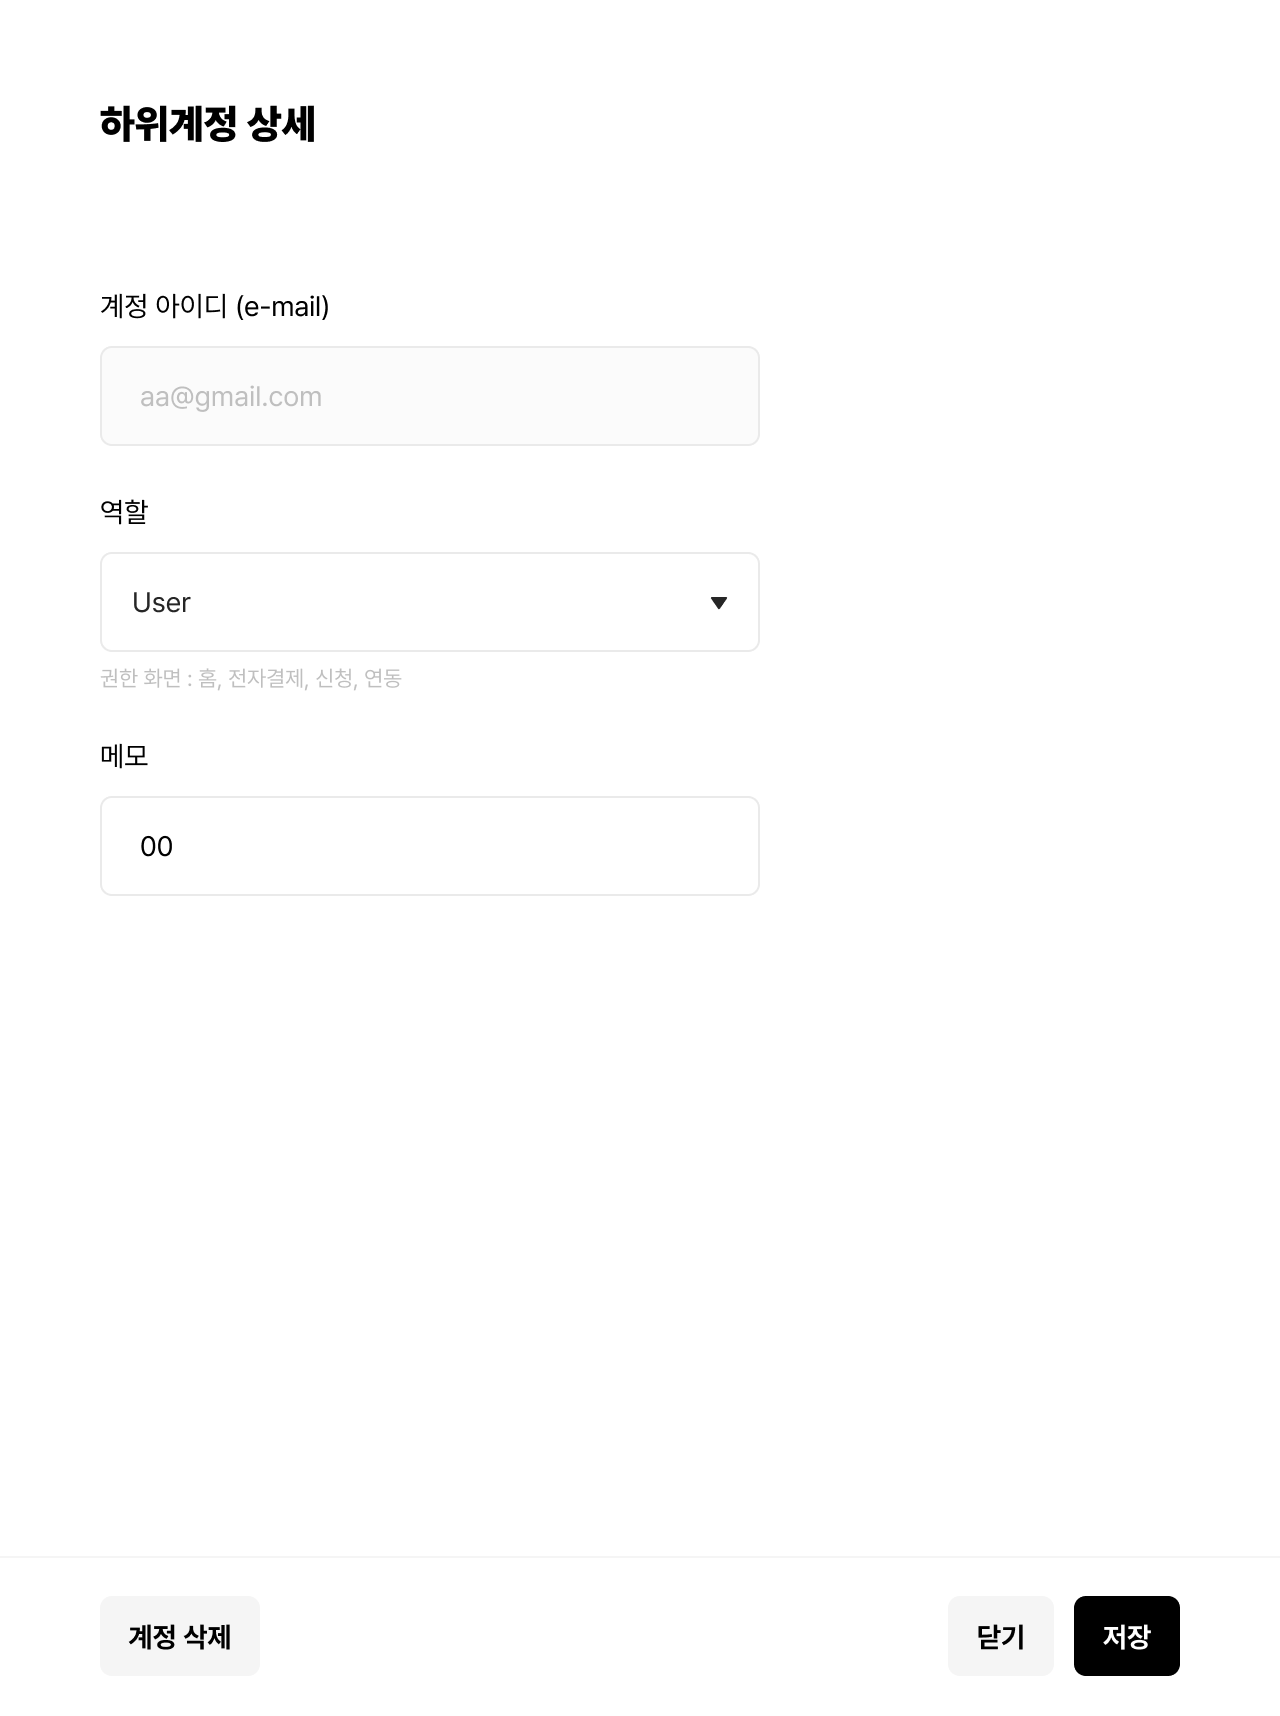 하위계정 상세
계정 아이디 (e-mail)
aa@gmail.com
역할
User
권한 화면 : 홈, 전자결제, 신청, 연동
메모
00
계정 삭제
닫기
저장